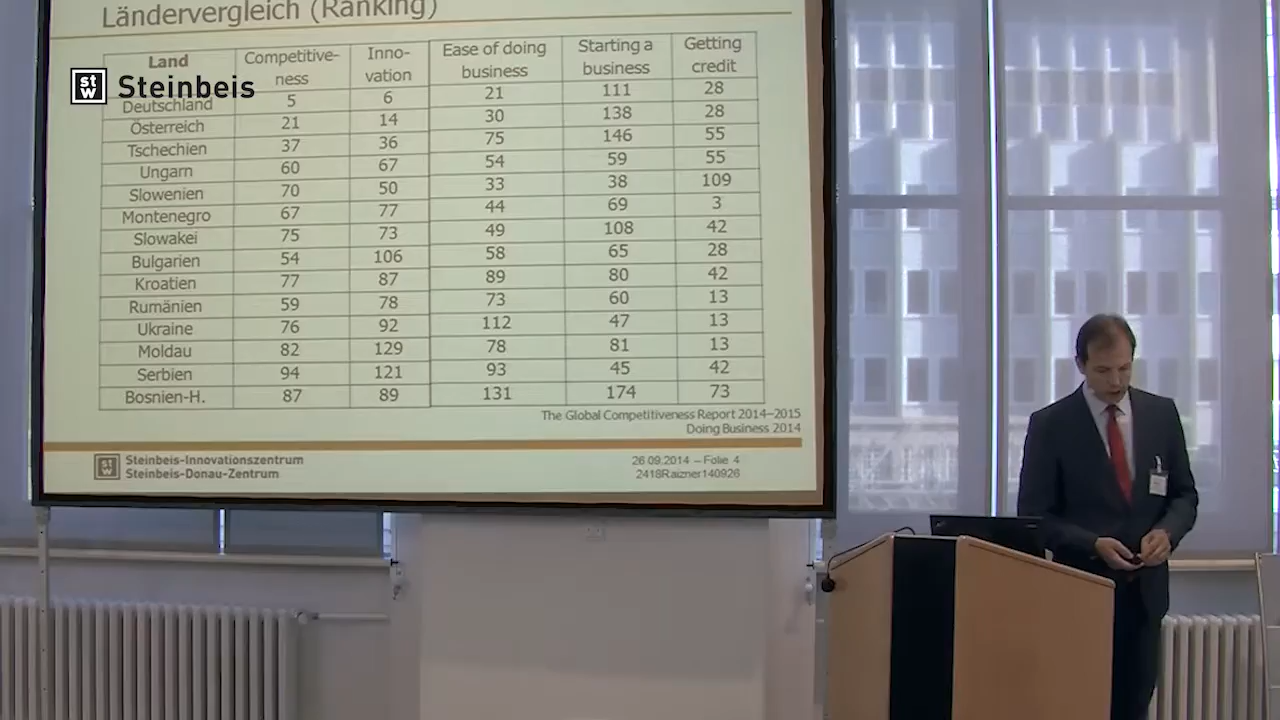 Ländervergleich (Ranking)
Land Competitive-ness Inno-vation Ease of doing business Starting a business Getting credit
Deutschland 5 6 21 111 28
Österreich 21 14 30 138 28
Tschechien 37 36 75 146 55
Ungarn 60 67 54 59 55
Slowenien 70 50 33 38 109
Montenegro 67 77 44 69 3
Slowakei 75 73 49 108 42
Bulgarien 54 106 58 65 28
Kroatien 77 87 89 80 42
Rumänien 59 78 73 60 13
Ukraine 76 92 112 47 13
Moldau 82 129 78 81 13
Serbien 94 121 93 45 42
Bosnien-H. 87 89 131 174 73
The Global Competitiveness Report 2014–2015
Doing Business 2014
stw Steinbeis-Innovationszentrum
Steinbeis-Donau-Zentrum
26.09.2014 – Folie 4
2418Raizner140926
stw Steinbeis